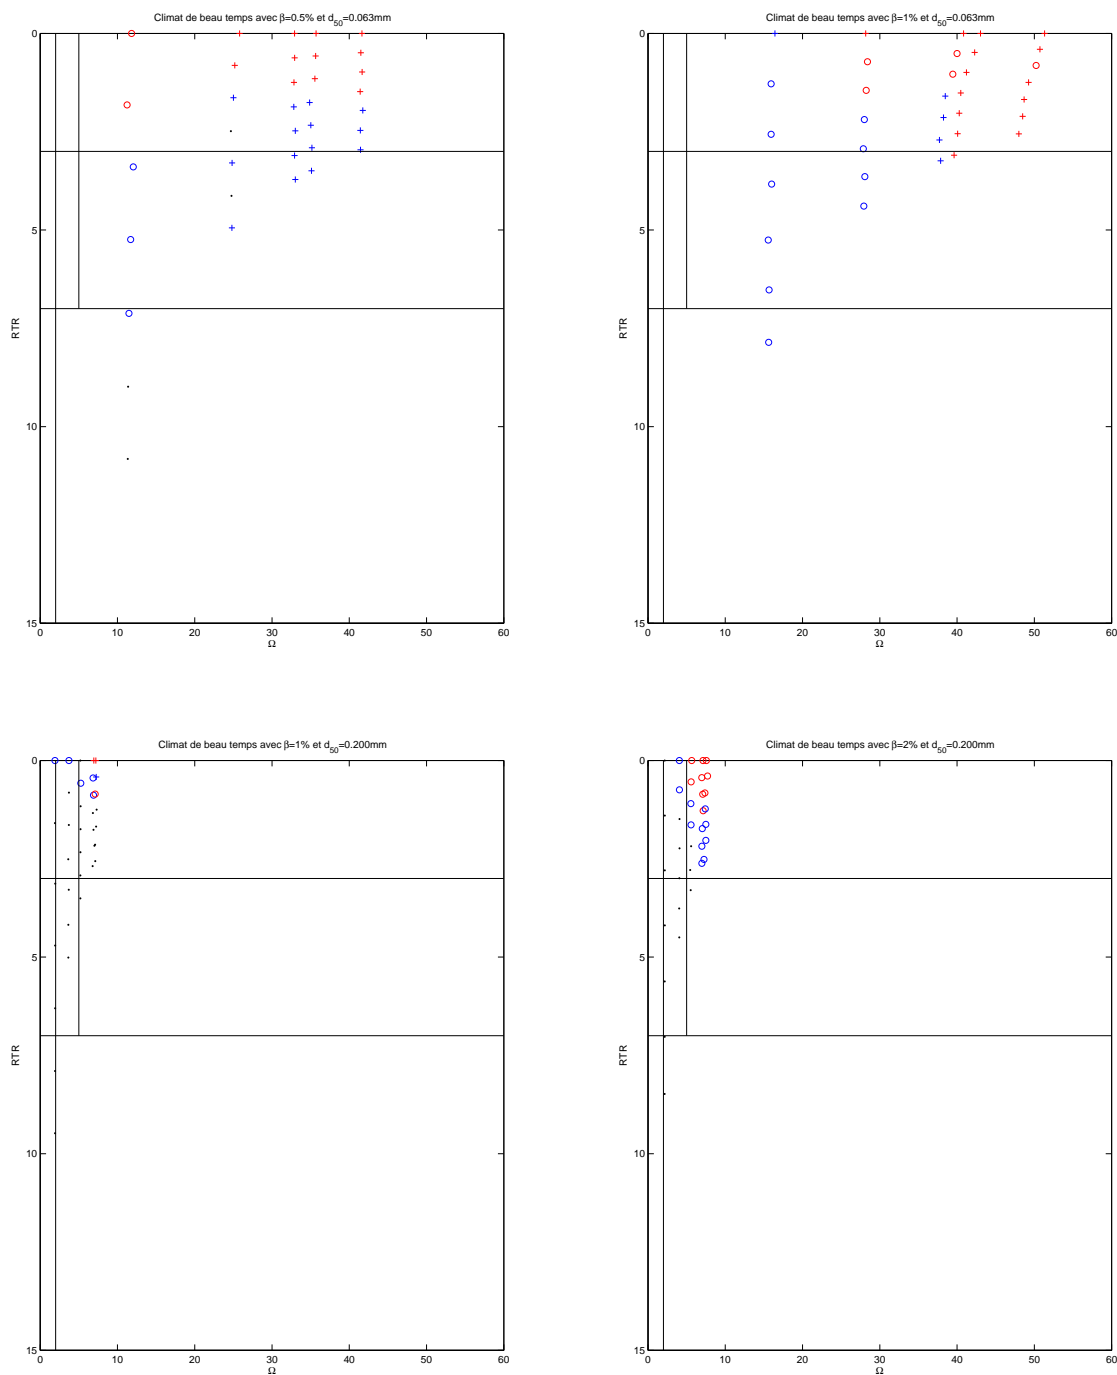 Climat de beau temps avec β=0.5% et d50=0.063mm
0
5
10
15
RTR
0 10 20 30 40 50 60
Ω
Climat de beau temps avec β=1% et d50=0.063mm
0
5
10
15
RTR
0 10 20 30 40 50 60
Ω
Climat de beau temps avec β=1% et d50=0.200mm
0
5
10
15
RTR
0 10 20 30 40 50 60
Ω
Climat de beau temps avec β=2% et d50=0.200mm
0
5
10
15
RTR
0 10 20 30 40 50 60
Ω